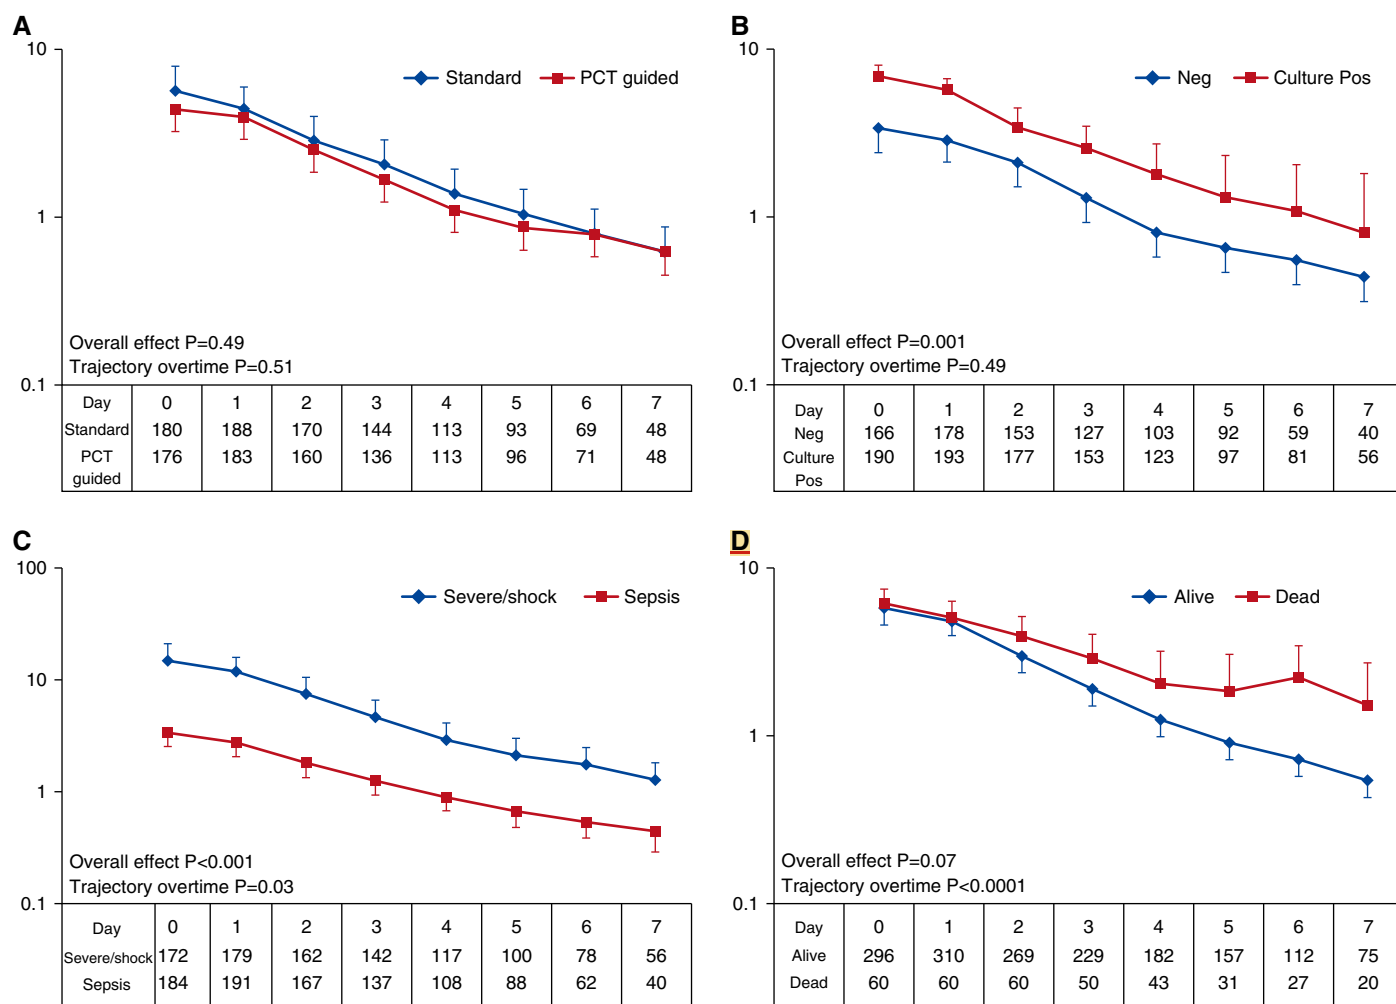 A
10
1
0.1
Standard PCT guided
Overall effect P=0.49
Trajectory overtime P=0.51
Day 0 1 2 3 4 5 6 7
Standard 180 188 170 144 113 93 69 48
PCT guided 176 183 160 136 113 96 71 48
B
10
1
0.1
Neg Culture Pos
Overall effect P=0.001
Trajectory overtime P=0.49
Day 0 1 2 3 4 5 6 7
Neg 166 178 153 127 103 92 59 40
Culture Pos 190 193 177 153 123 97 81 56
C
100
10
1
0.1
Severe/shock Sepsis
Overall effect P<0.001
Trajectory overtime P=0.03
Day 0 1 2 3 4 5 6 7
Severe/shock 172 179 162 142 117 100 78 56
Sepsis 184 191 167 137 108 88 62 40
D
10
1
0.1
Alive Dead
Overall effect P=0.07
Trajectory overtime P<0.0001
Day 0 1 2 3 4 5 6 7
Alive 296 310 269 229 182 157 112 75
Dead 60 60 60 50 43 31 27 20